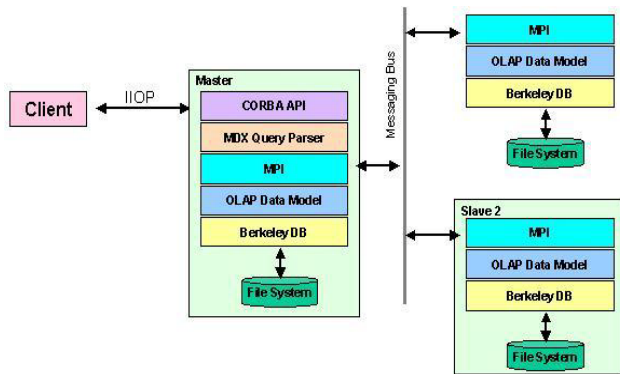 Client
IIOP
Master
CORBA API
MDX Query Parser
MPI
OLAP Data Model
Berkeley DB
File System
Messaging Bus
MPI
OLAP Data Model
Berkeley DB
File System
Slave 2
MPI
OLAP Data Model
Berkeley DB
File System